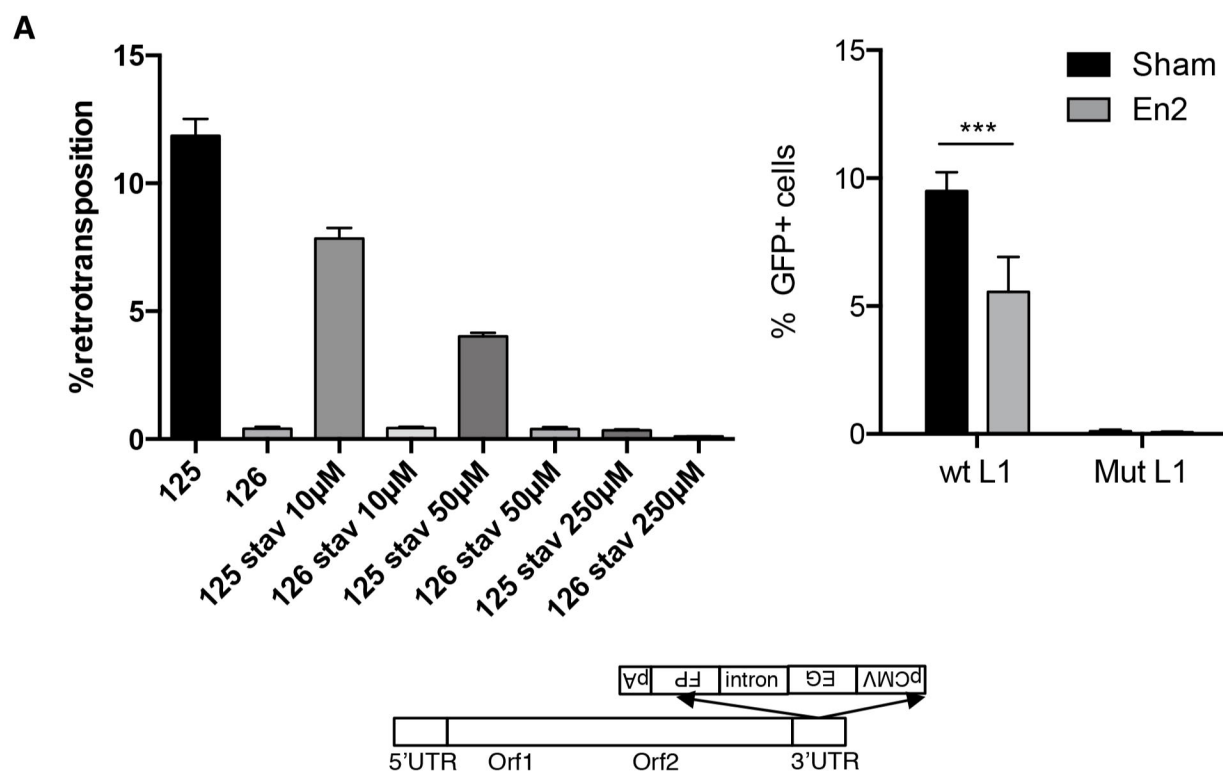 A
%retrotransposition
15
10
5
0
125
126
125 stav 10µM
126 stav 10µM
125 stav 50µM
126 stav 50µM
125 stav 250µM
126 stav 250µM
% GFP+ cells
15
10
5
0
***
Sham
En2
wt L1
Mut L1
pA FP intron EG pCMV
5'UTR Orf1 Orf2 3'UTR